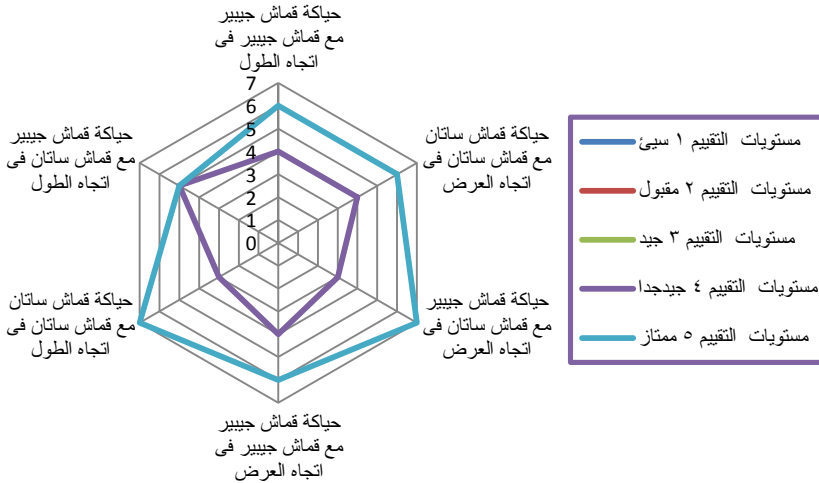 حياكة قماش جيبير
مع قماش جيبير فى
اتجاه الطول
7
6
5
4
3
2
1
0
حياكة قماش ساتان
مع قماش ساتان فى
اتجاه العرض
حياكة قماش جيبير
مع قماش ساتان فى
اتجاه العرض
حياكة قماش جيبير
مع قماش جيبير فى
اتجاه العرض
حياكة قماش ساتان
مع قماش ساتان فى
اتجاه الطول
حياكة قماش جيبير
مع قماش ساتان فى
اتجاه الطول
مستويات التقييم ١ سيئ
مستويات التقييم ٢ مقبول
مستويات التقييم ٣ جيد
مستويات التقييم ٤ جيدجدا
مستويات التقييم ٥ ممتاز